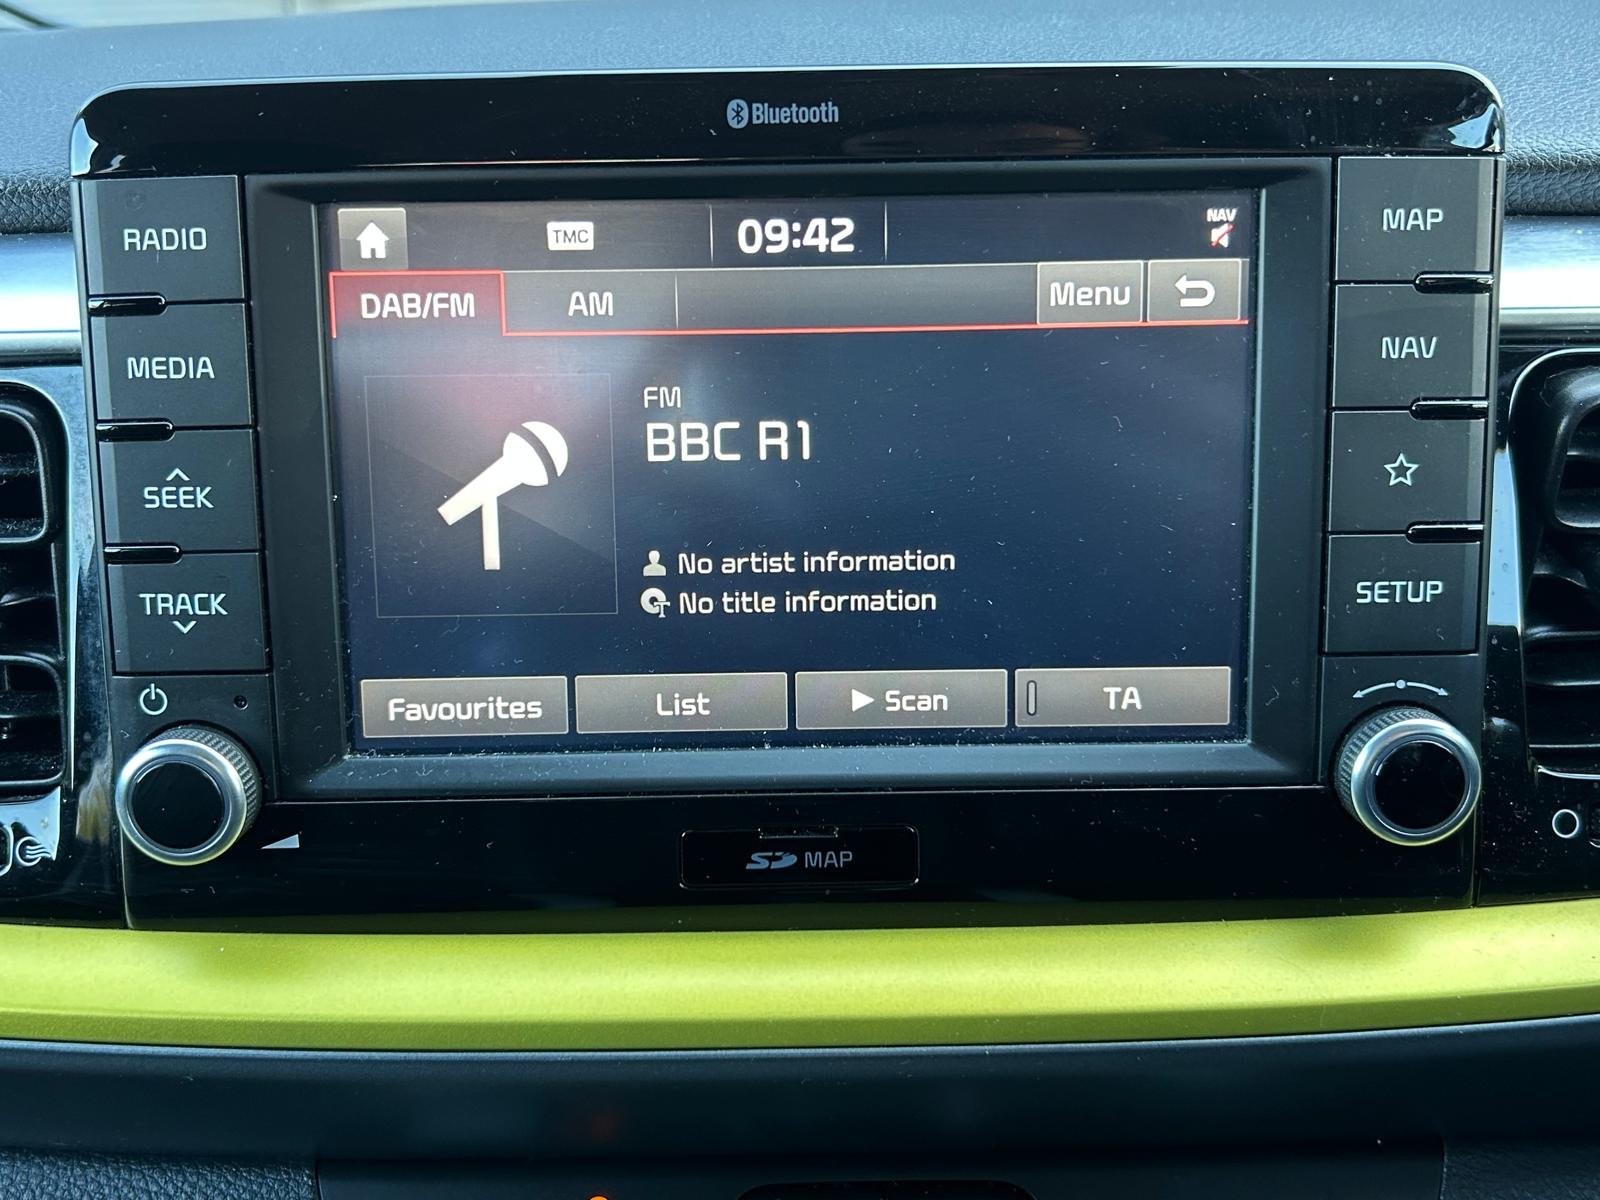 Bluetooth
RADIO
MEDIA
SEEK
TRACK
TMC
09:42
NAV
DAB/FM
AM
Menu
FM
BBC R1
No artist information
No title information
Favourites
List
Scan
TA
MAP
NAV
SETUP
SD MAP